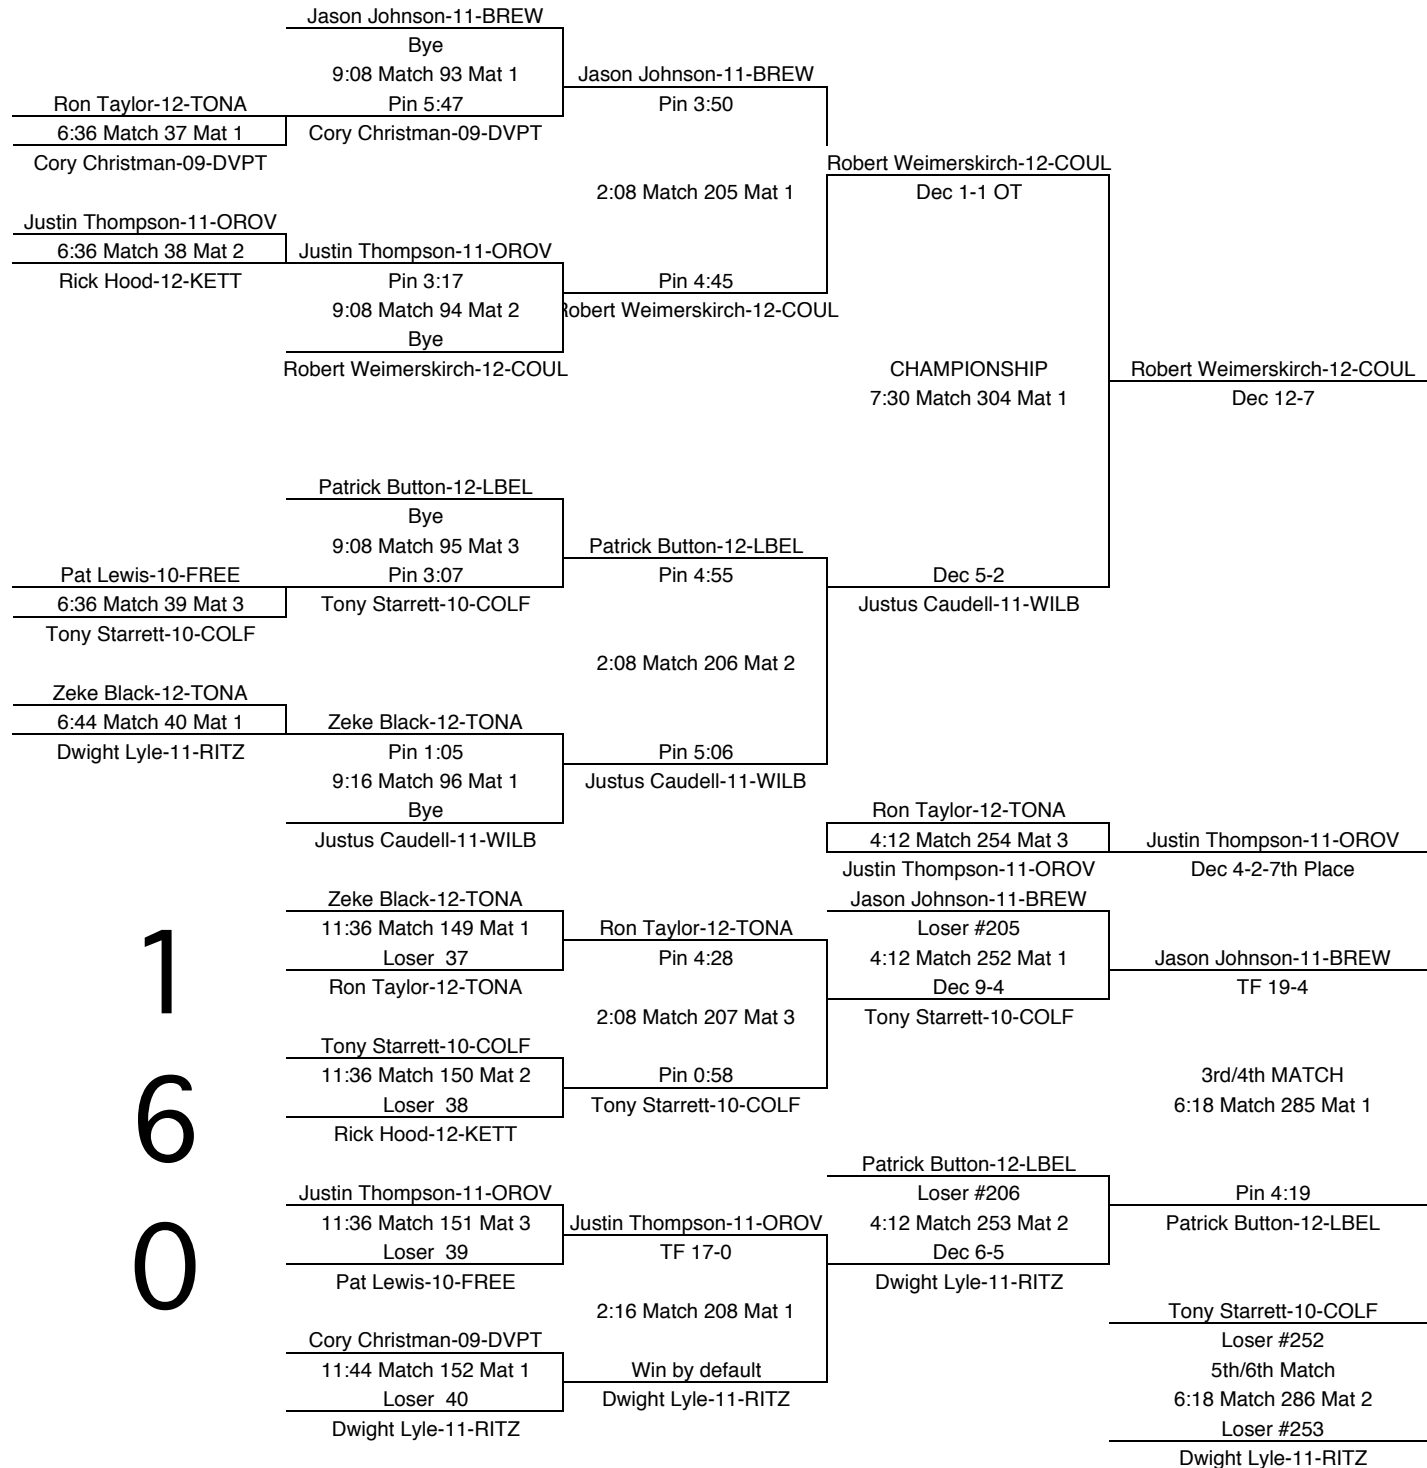 Jason Johnson-11-BREW
Bye
9:08 Match 93 Mat 1
Jason Johnson-11-BREW
Ron Taylor-12-TONA
Pin 5:47
Pin 3:50
6:36 Match 37 Mat 1
Cory Christman-09-DVPT
Cory Christman-09-DVPT
Robert Weimerskirch-12-COUL
2:08 Match 205 Mat 1
Dec 1-1 OT
Justin Thompson-11-OROV
6:36 Match 38 Mat 2
Justin Thompson-11-OROV
Rick Hood-12-KETT
Pin 3:17
Pin 4:45
9:08 Match 94 Mat 2
Robert Weimerskirch-12-COUL
Bye
Robert Weimerskirch-12-COUL
CHAMPIONSHIP
Robert Weimerskirch-12-COUL
7:30 Match 304 Mat 1
Dec 12-7
Patrick Button-12-LBEL
Bye
9:08 Match 95 Mat 3
Patrick Button-12-LBEL
Pat Lewis-10-FREE
Pin 3:07
Pin 4:55
Dec 5-2
6:36 Match 39 Mat 3
Tony Starrett-10-COLF
Justus Caudell-11-WILB
Tony Starrett-10-COLF
2:08 Match 206 Mat 2
Zeke Black-12-TONA
6:44 Match 40 Mat 1
Zeke Black-12-TONA
Dwight Lyle-11-RITZ
Pin 1:05
Pin 5:06
9:16 Match 96 Mat 1
Justus Caudell-11-WILB
Bye
Ron Taylor-12-TONA
Justus Caudell-11-WILB
4:12 Match 254 Mat 3
Justin Thompson-11-OROV
Justin Thompson-11-OROV
Dec 4-2-7th Place
Zeke Black-12-TONA
Jason Johnson-11-BREW
11:36 Match 149 Mat 1
Ron Taylor-12-TONA
Loser #205
Loser 37
Pin 4:28
4:12 Match 252 Mat 1
Jason Johnson-11-BREW
Ron Taylor-12-TONA
Dec 9-4
TF 19-4
2:08 Match 207 Mat 3
Tony Starrett-10-COLF
Tony Starrett-10-COLF
11:36 Match 150 Mat 2
Pin 0:58
3rd/4th MATCH
Loser 38
Tony Starrett-10-COLF
6:18 Match 285 Mat 1
Rick Hood-12-KETT
Patrick Button-12-LBEL
Justin Thompson-11-OROV
Loser #206
Pin 4:19
11:36 Match 151 Mat 3
Justin Thompson-11-OROV
4:12 Match 253 Mat 2
Patrick Button-12-LBEL
Loser 39
TF 17-0
Dec 6-5
Pat Lewis-10-FREE
Dwight Lyle-11-RITZ
2:16 Match 208 Mat 1
Tony Starrett-10-COLF
Cory Christman-09-DVPT
Loser #252
11:44 Match 152 Mat 1
Win by default
5th/6th Match
Loser 40
Dwight Lyle-11-RITZ
6:18 Match 286 Mat 2
Dwight Lyle-11-RITZ
Loser #253
Dwight Lyle-11-RITZ
1
6
0